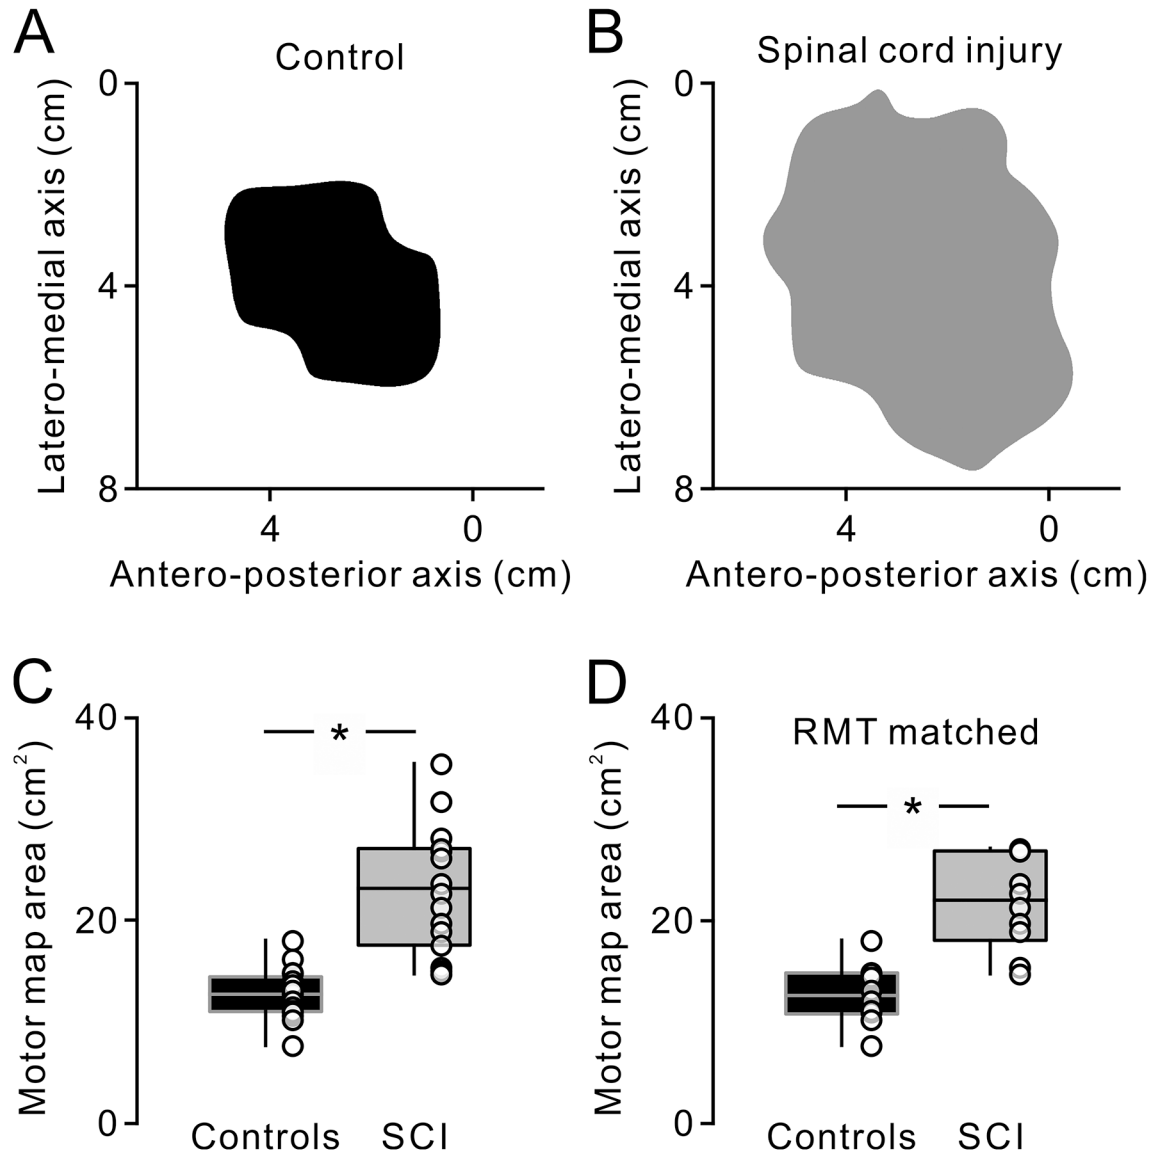 A
Control
0
4
8
Latero-medial axis (cm)
4 0
Antero-posterior axis (cm)
B
Spinal cord injury
0
4
8
Latero-medial axis (cm)
4 0
Antero-posterior axis (cm)
C
40
20
0
Motor map area (cm²)
*
Controls SCI
D
RMT matched
40
20
0
Motor map area (cm²)
*
Controls SCI